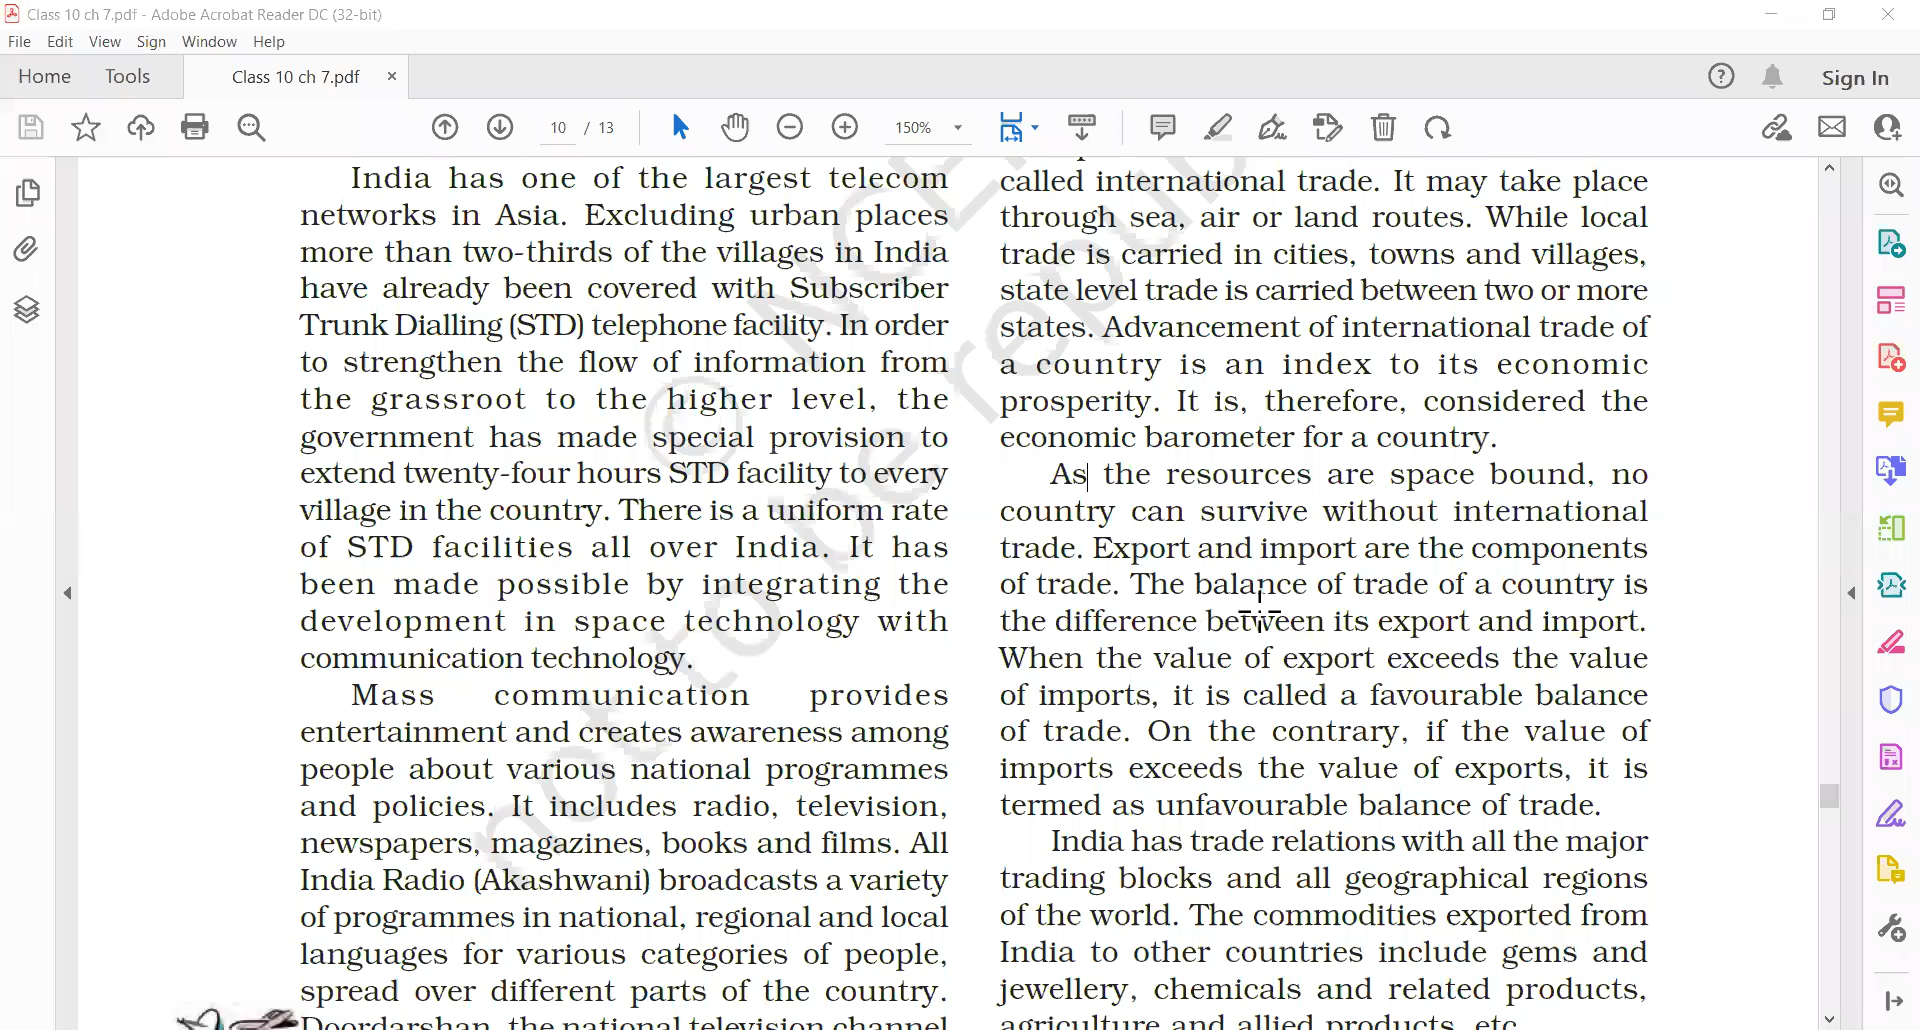 Class 10 ch 7.pdf - Adobe Acrobat Reader DC (32-bit)
File Edit View Sign Window Help
Home Tools Class 10 ch 7.pdf × Sign In
10 / 13 150%
India has one of the largest telecom
networks in Asia. Excluding urban places
more than two-thirds of the villages in India
have already been covered with Subscriber
Trunk Dialling (STD) telephone facility. In order
to strengthen the flow of information from
the grassroot to the higher level, the
government has made special provision to
extend twenty-four hours STD facility to every
village in the country. There is a uniform rate
of STD facilities all over India. It has
been made possible by integrating the
development in space technology with
communication technology.
Mass communication provides
entertainment and creates awareness among
people about various national programmes
and policies. It includes radio, television,
newspapers, magazines, books and films. All
India Radio (Akashwani) broadcasts a variety
of programmes in national, regional and local
languages for various categories of people,
spread over different parts of the country.
Doordarshan, the national television channel
called international trade. It may take place
through sea, air or land routes. While local
trade is carried in cities, towns and villages,
state level trade is carried between two or more
states. Advancement of international trade of
a country is an index to its economic
prosperity. It is, therefore, considered the
economic barometer for a country.
As the resources are space bound, no
country can survive without international
trade. Export and import are the components
of trade. The balance of trade of a country is
the difference between its export and import.
When the value of export exceeds the value
of imports, it is called a favourable balance
of trade. On the contrary, if the value of
imports exceeds the value of exports, it is
termed as unfavourable balance of trade.
India has trade relations with all the major
trading blocks and all geographical regions
of the world. The commodities exported from
India to other countries include gems and
jewellery, chemicals and related products,
agriculture and allied products, etc.
© NCE
not to be repub